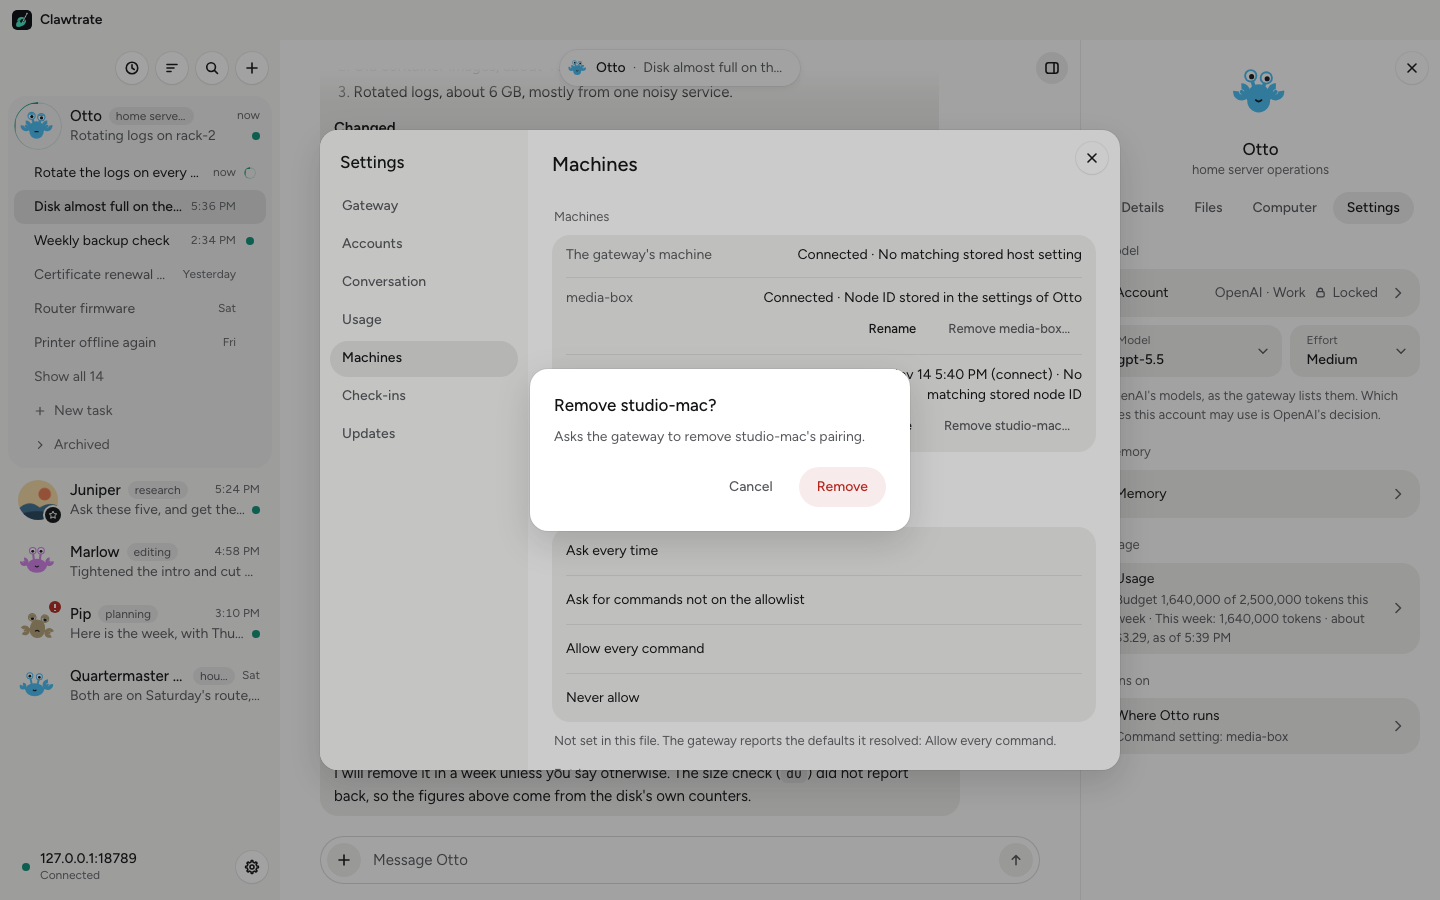 Clawtrate
Otto
home serve...
now
Rotating logs on rack-2
Rotate the logs on every ...
now
Disk almost full on the...
5:36 PM
Weekly backup check
2:34 PM
Certificate renewal ...
Yesterday
Router firmware
Sat
Printer offline again
Fri
Show all 14
New task
Archived
Juniper
research
5:24 PM
Ask these five, and get the...
Marlow
editing
4:58 PM
Tightened the intro and cut ...
Pip
planning
3:10 PM
Here is the week, with Thu...
Quartermaster ...
hou...
Sat
Both are on Saturday's route,...
127.0.0.1:18789
Connected
Otto · Disk almost full on th...
3. Rotated logs, about 6 GB, mostly from one noisy service.
Changed
Settings
Gateway
Accounts
Conversation
Usage
Machines
Check-ins
Updates
Machines
Machines
The gateway's machine
Connected · No matching stored host setting
media-box
Connected · Node ID stored in the settings of Otto
Rename
Remove media-box...
14 5:40 PM (connect) · No
matching stored node ID
Remove studio-mac...
Remove studio-mac?
Asks the gateway to remove studio-mac's pairing.
Cancel
Remove
Ask every time
Ask for commands not on the allowlist
Allow every command
Never allow
Not set in this file. The gateway reports the defaults it resolved: Allow every command.
I will remove it in a week unless you say otherwise. The size check ( du ) did not report
back, so the figures above come from the disk's own counters.
Message Otto
Otto
home server operations
Details
Files
Computer
Settings
Account
OpenAI · Work
Locked
Model
gpt-5.5
Effort
Medium
OpenAI's models, as the gateway lists them. Which
this account may use is OpenAI's decision.
Memory
Memory
Usage
Budget 1,640,000 of 2,500,000 tokens this
week · This week: 1,640,000 tokens · about
$3.29, as of 5:39 PM
on
Where Otto runs
Command setting: media-box